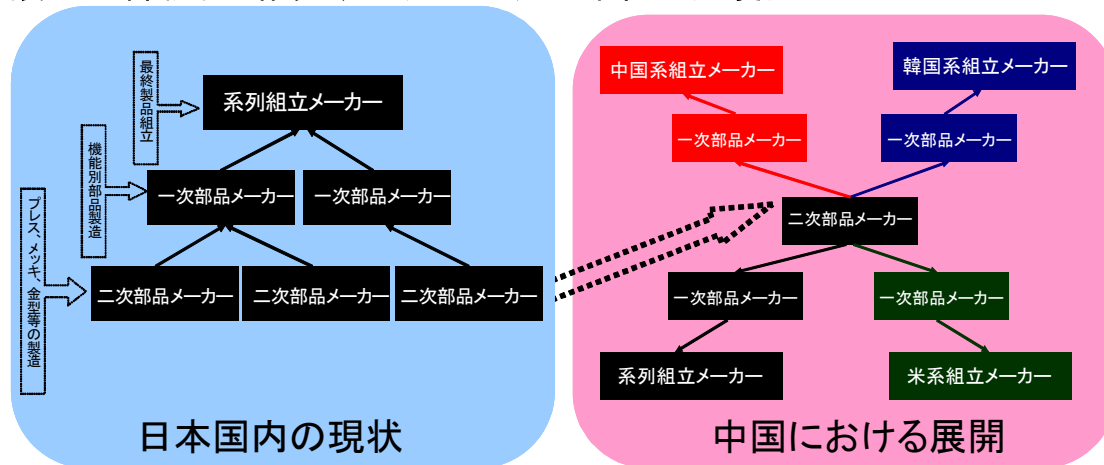 最終製品組立
系列組立メーカー
機能別部品製造
一次部品メーカー
一次部品メーカー
プレス、メッキ、金型等の製造
二次部品メーカー
二次部品メーカー
二次部品メーカー
日本国内の現状
中国系組立メーカー
韓国系組立メーカー
一次部品メーカー
一次部品メーカー
二次部品メーカー
一次部品メーカー
一次部品メーカー
系列組立メーカー
米系組立メーカー
中国における展開